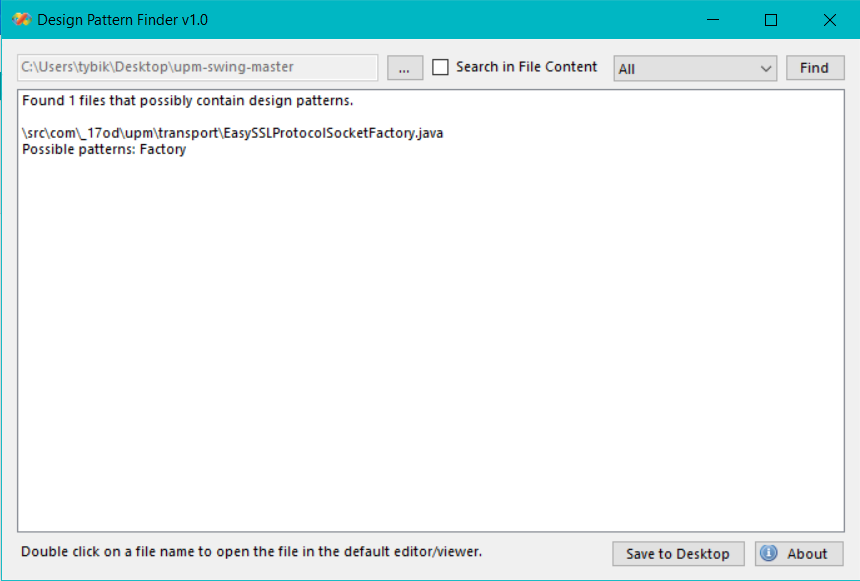 Design Pattern Finder v1.0
C:\Users\tybik\Desktop\upm-swing-master
...
Search in File Content
All
Find
Found 1 files that possibly contain design patterns.
\src\com\_17od\upm\transport\EasySSLProtocolSocketFactory.java
Possible patterns: Factory
Double click on a file name to open the file in the default editor/viewer.
Save to Desktop
About